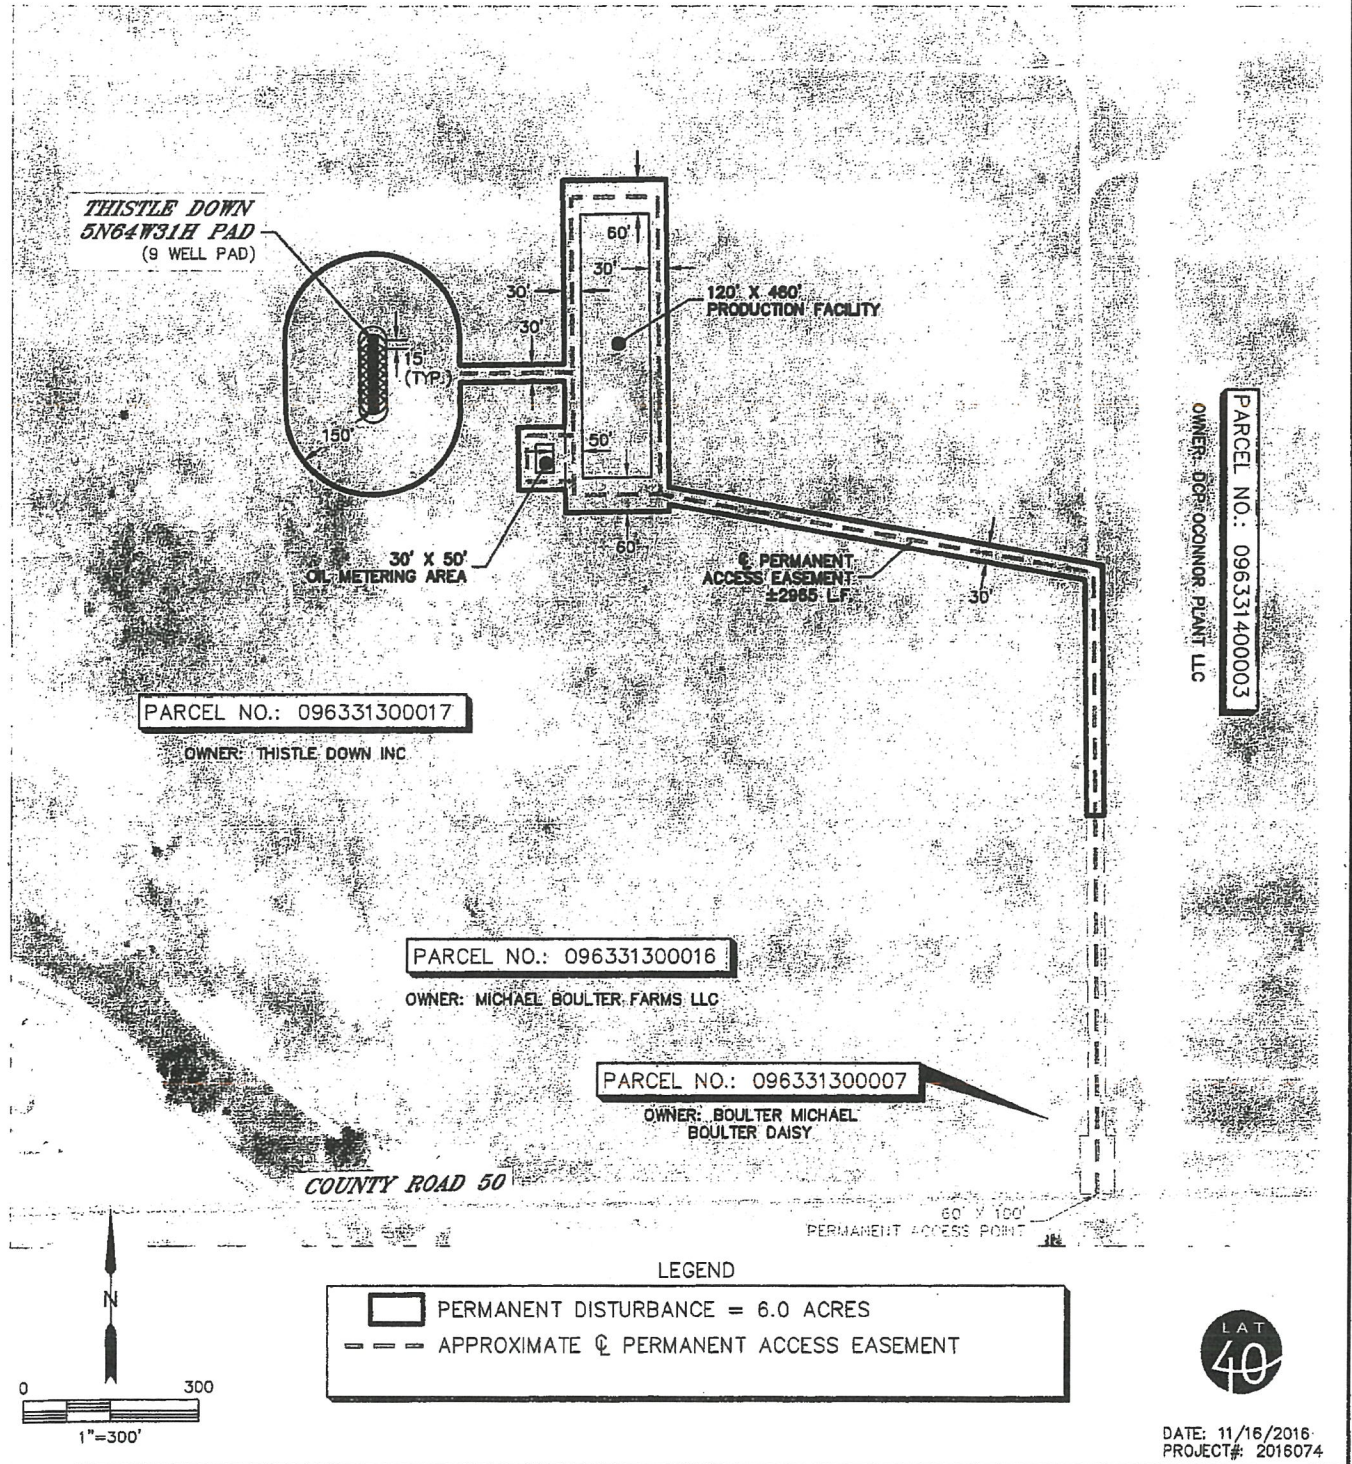 THISTLE DOWN
5N64W31H PAD
(9 WELL PAD)
60'
30'
30'
120' X 460'
PRODUCTION FACILITY
30'
15'
(TYP.)
150'
50'
30' X 50'
OIL METERING AREA
60'
℄ PERMANENT
ACCESS EASEMENT
±2965 L.F.
30'
PARCEL NO.: 096331400003
OWNER: DCP OCONNOR PLANT LLC
PARCEL NO.: 096331300017
OWNER: THISTLE DOWN INC
PARCEL NO.: 096331300016
OWNER: MICHAEL BOULTER FARMS LLC
PARCEL NO.: 096331300007
OWNER: BOULTER MICHAEL
BOULTER DAISY
COUNTY ROAD 50
60' X 100'
PERMANENT ACCESS POINT
N
0 300
1"=300'
LEGEND
PERMANENT DISTURBANCE = 6.0 ACRES
APPROXIMATE ℄ PERMANENT ACCESS EASEMENT
LAT
40
DATE: 11/16/2016
PROJECT#: 2016074